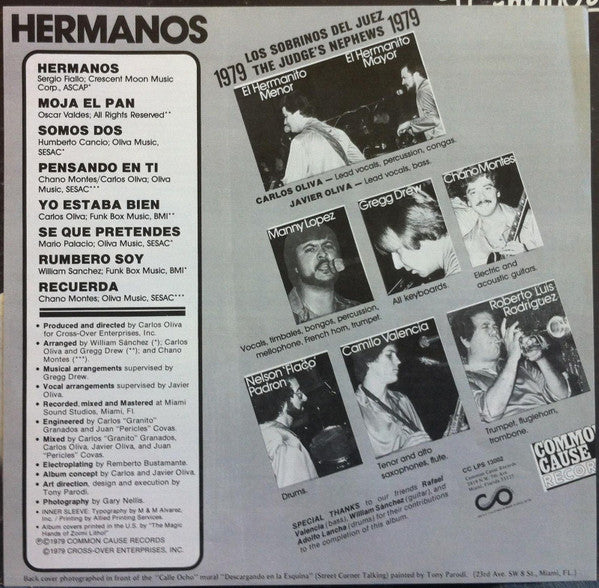 HERMANOS
HERMANOS
Sergio Fiallo; Crescent Moon Music
Corp., ASCAP*
MOJA EL PAN
Oscar Valdes; All Rights Reserved**
SOMOS DOS
Humberto Cancio; Oliva Music,
SESAC*
PENSANDO EN TI
Chano Montes/Carlos Oliva; Oliva
Music, SESAC***
YO ESTABA BIEN
Carlos Oliva; Funk Box Music, BMI**
SE QUE PRETENDES
Mario Palacio; Oliva Music, SESAC*
RUMBERO SOY
William Sanchez; Funk Box Music, BMI*
RECUERDA
Chano Montes; Oliva Music, SESAC***
• Produced and directed by Carlos Oliva
for Cross-Over Enterprises, Inc.
• Arranged by William Sánchez (*); Carlos
Oliva and Gregg Drew (**); and Chano
Montes (***).
• Musical arrangements supervised by
Gregg Drew.
• Vocal arrangements supervised by Javier
Oliva.
• Recorded, mixed and Mastered at Miami
Sound Studios, Miami, Fl.
• Engineered by Carlos "Granito"
Granados and Juan "Pericles" Covas.
• Mixed by Carlos "Granito" Granados,
Carlos Oliva, Javier Oliva, and Juan
"Pericles" Covas.
• Electroplating by Remberto Bustamante.
• Album concept by Carlos and Javier Oliva.
• Art direction, design and execution by
Tony Parodi.
• Photography by Gary Nellis.
• INNER SLEEVE: Typography by M & M Alvarez,
Inc. / Printing by Allied Printing Services.
• Album covers printed in the U.S. by "The Magic
Hands of Zomi Litho!"
Ⓟ©1979 COMMON CAUSE RECORDS
©1979 CROSS-OVER ENTERPRISES, INC.
1979 LOS SOBRINOS DEL JUEZ 1979
THE JUDGE'S NEPHEWS
El Hermanito
Menor
El Hermanito
Mayor
CARLOS OLIVA — Lead vocals, percussion, congas.
JAVIER OLIVA — Lead vocals, bass.
Manny Lopez
Vocals, timbales, bongos, percussion,
mellophone, French horn, trumpet.
Gregg Drew
All keyboards.
Chano Montes
Electric and
acoustic guitars.
Nelson "Flaco"
Padron
Drums.
Camilo Valencia
Tenor and alto
saxophones, flute.
Roberto Luis
Rodriguez
Trumpet, fluglehorn,
trombone.
SPECIAL THANKS to our friends Rafael
Valencia (bass), William Sánchez (guitar), and
Adolfo Lancha (drums) for their contributions
to the completion of this album.
CC LPS 13002
Common Cause Records
Miami, Florida
COMMON
CAUSE
RECORDS
Back cover photographed in front of the "Calle Ocho" mural "Descargando en la Esquina" (Street Corner Talking) painted by Tony Parodi. (23rd Ave. SW 8 St., Miami, Fl.)